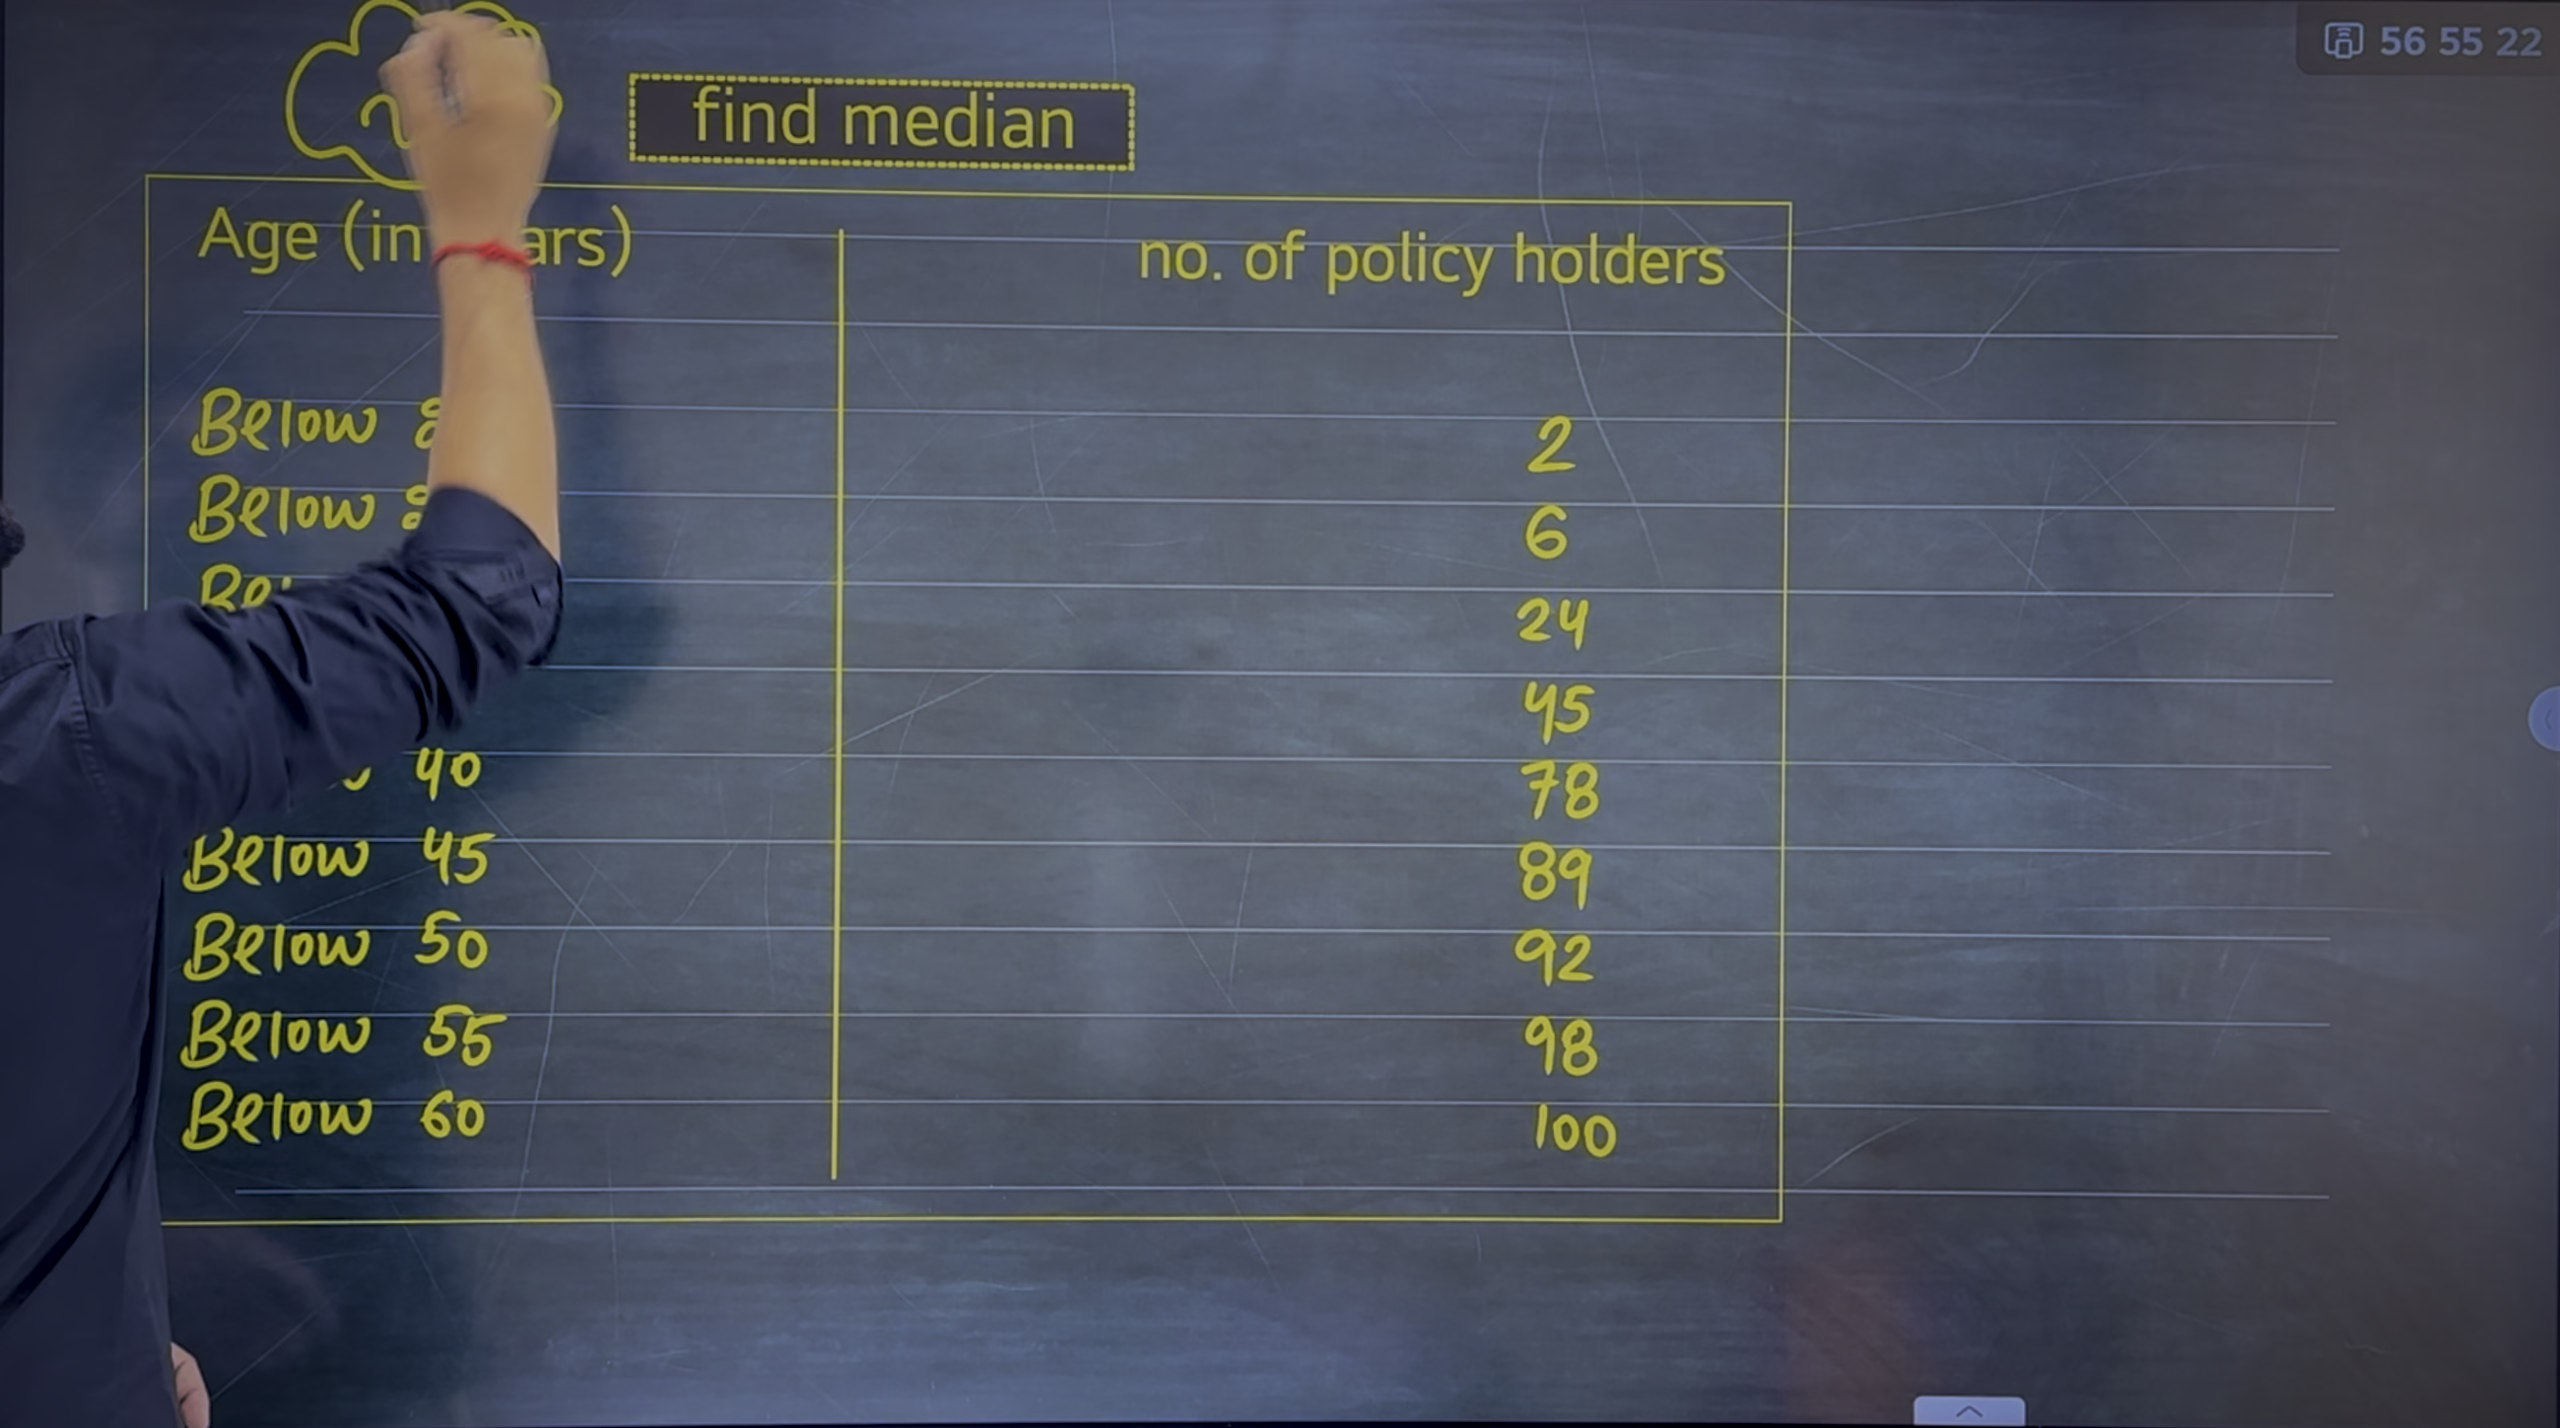 56 55 22
find median
Age (in
no. of policy holders
Below
2
Below
6
24
45
40
78
Below 45
89
Below 50
92
Below 55
98
Below 60
100